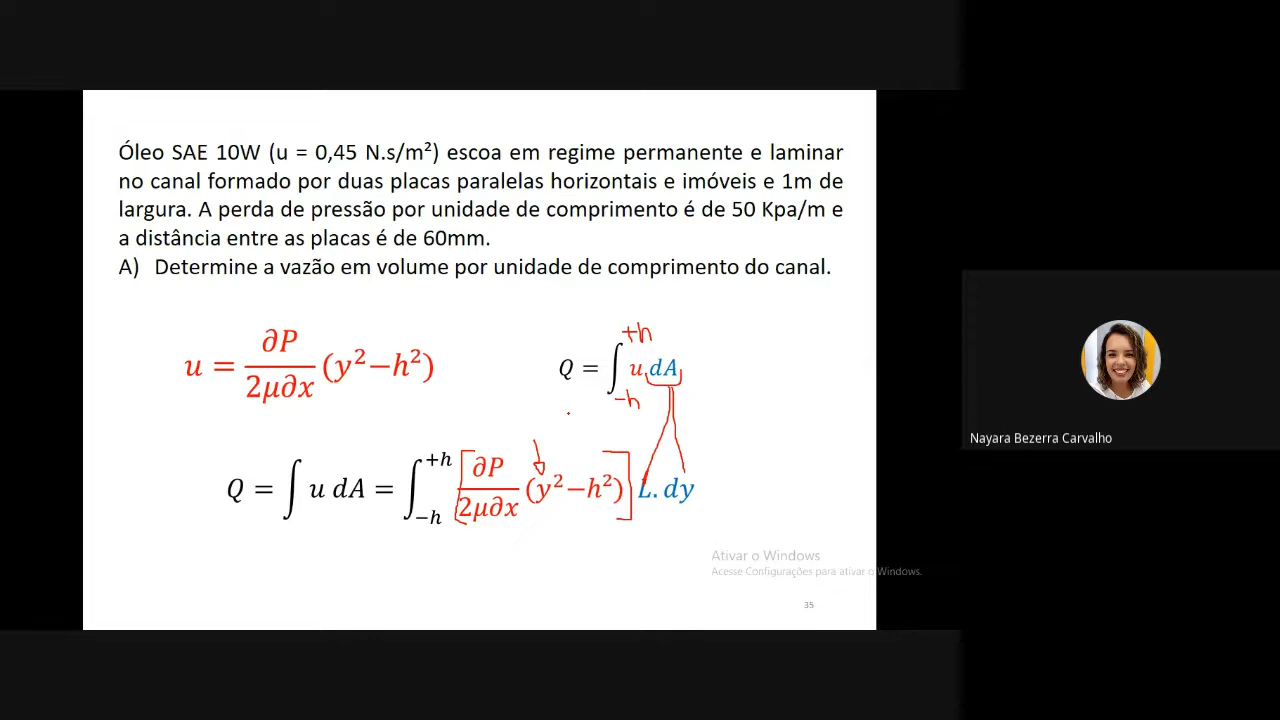 Óleo SAE 10W (u = 0,45 N.s/m²) escoa em regime permanente e laminar
no canal formado por duas placas paralelas horizontais e imóveis e 1m de
largura. A perda de pressão por unidade de comprimento é de 50 Kpa/m e
a distância entre as placas é de 60mm.
A) Determine a vazão em volume por unidade de comprimento do canal.
u = ∂P/2μ∂x (y²−h²)
Q = ∫ −h +h u dA
Q = ∫ u dA = ∫ −h +h [∂P/2μ∂x (y²−h²)] L. dy
Ativar o Windows
Acesse Configurações para ativar o Windows.
35
Nayara Bezerra Carvalho